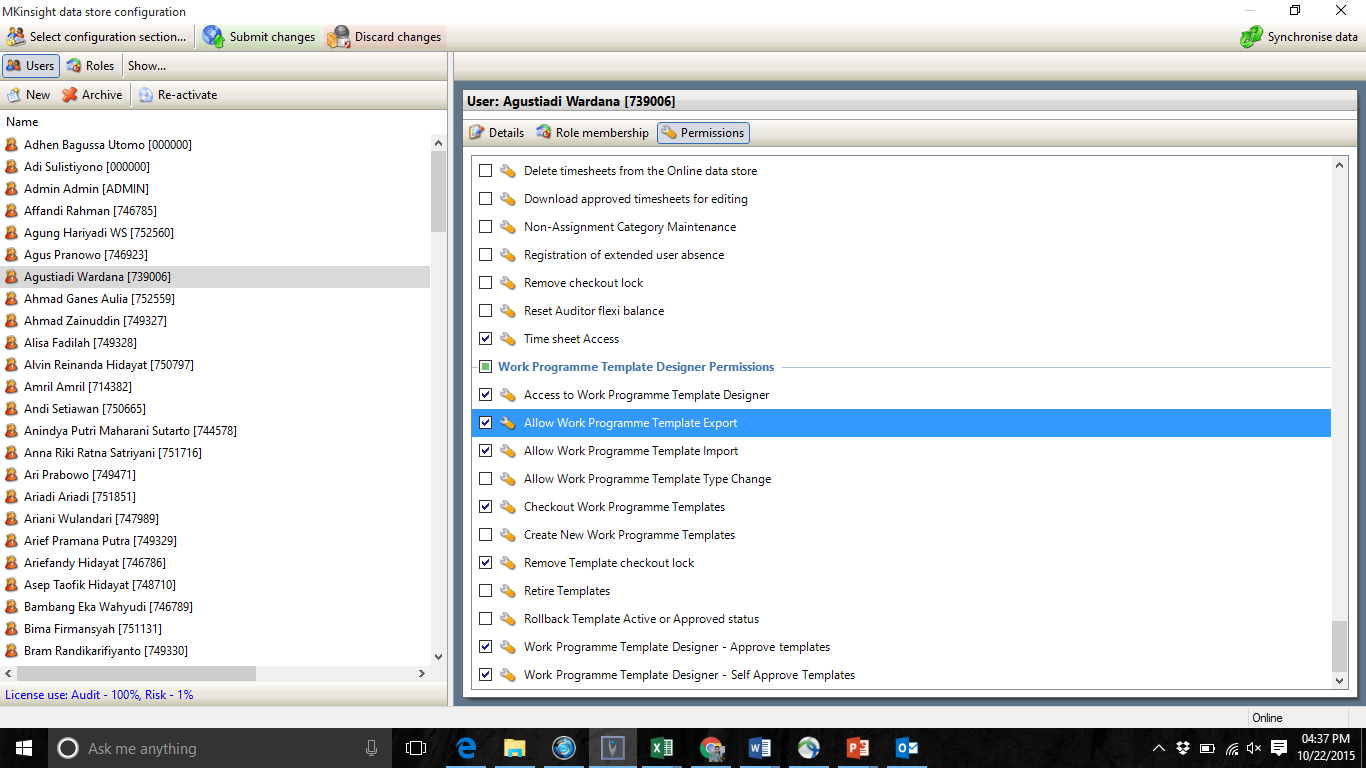 MKinsight data store configuration
Select configuration section... Submit changes Discard changes Synchronise data
Users Roles Show...
New Archive Re-activate
Name
Adhen Bagussa Utomo [000000]
Adi Sulistiyono [000000]
Admin Admin [ADMIN]
Affandi Rahman [746785]
Agung Hariyadi WS [752560]
Agus Pranowo [746923]
Agustiadi Wardana [739006]
Ahmad Ganes Aulia [752559]
Ahmad Zainuddin [749327]
Alisa Fadilah [749328]
Alvin Reinanda Hidayat [750797]
Amril Amril [714382]
Andi Setiawan [750665]
Anindya Putri Maharani Sutarto [744578]
Anna Riki Ratna Satriyani [751716]
Ari Prabowo [749471]
Ariadi Ariadi [751851]
Ariani Wulandari [747989]
Arief Pramana Putra [749329]
Ariefandy Hidayat [746786]
Asep Taofik Hidayat [748710]
Bambang Eka Wahyudi [746789]
Bima Firmansyah [751131]
Bram Randikarifiyanto [749330]
License use: Audit - 100%, Risk - 1%
User: Agustiadi Wardana [739006]
Details Role membership Permissions
Delete timesheets from the Online data store
Download approved timesheets for editing
Non-Assignment Category Maintenance
Registration of extended user absence
Remove checkout lock
Reset Auditor flexi balance
Time sheet Access
Work Programme Template Designer Permissions
Access to Work Programme Template Designer
Allow Work Programme Template Export
Allow Work Programme Template Import
Allow Work Programme Template Type Change
Checkout Work Programme Templates
Create New Work Programme Templates
Remove Template checkout lock
Retire Templates
Rollback Template Active or Approved status
Work Programme Template Designer - Approve templates
Work Programme Template Designer - Self Approve Templates
Online
Ask me anything
04:37 PM
10/22/2015